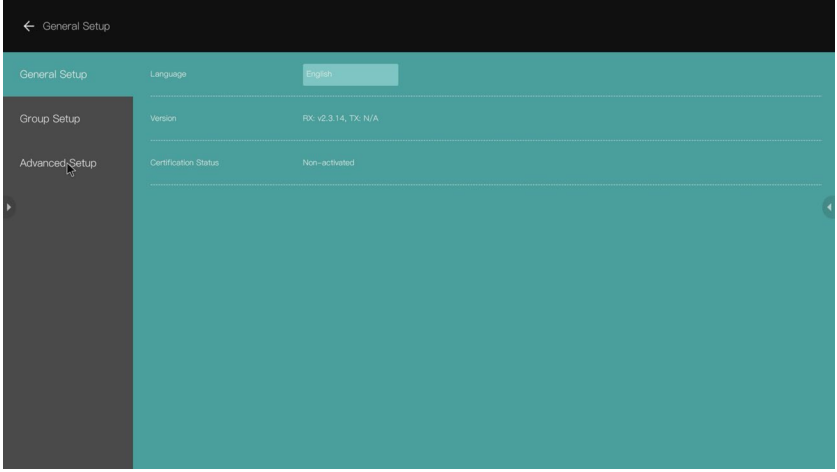 General Setup
General Setup
Group Setup
Advanced Setup
Language English
Version RX: v2.3.14, TX: N/A
Certification Status Non-activated